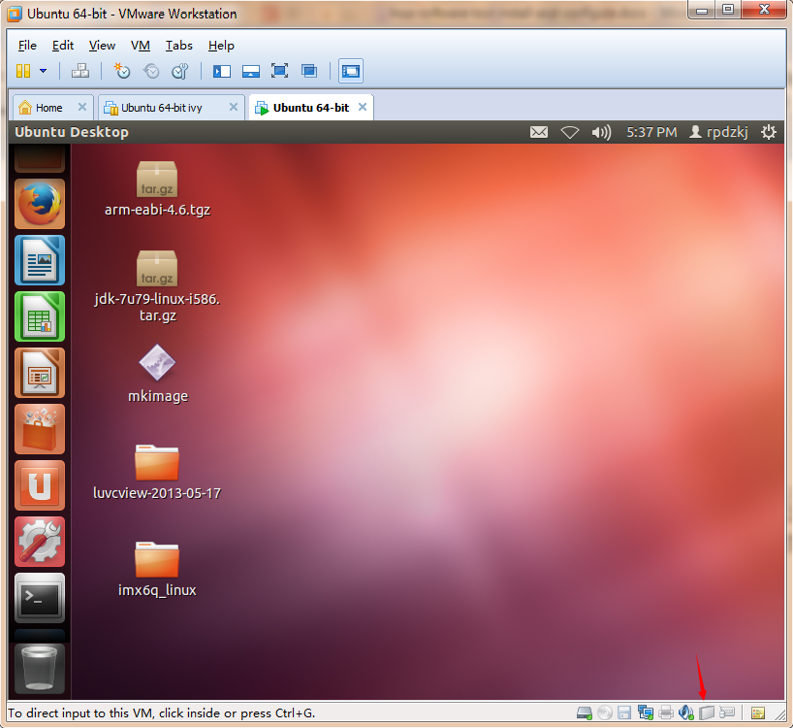 Ubuntu 64-bit - VMware Workstation
File Edit View VM Tabs Help
Home Ubuntu 64-bit ivy Ubuntu 64-bit
Ubuntu Desktop 5:37 PM rpdzkj
tar.gz
arm-eabi-4.6.tgz
tar.gz
jdk-7u79-linux-i586.
tar.gz
mkimage
luvcview-2013-05-17
imx6q_linux
To direct input to this VM, click inside or press Ctrl+G.